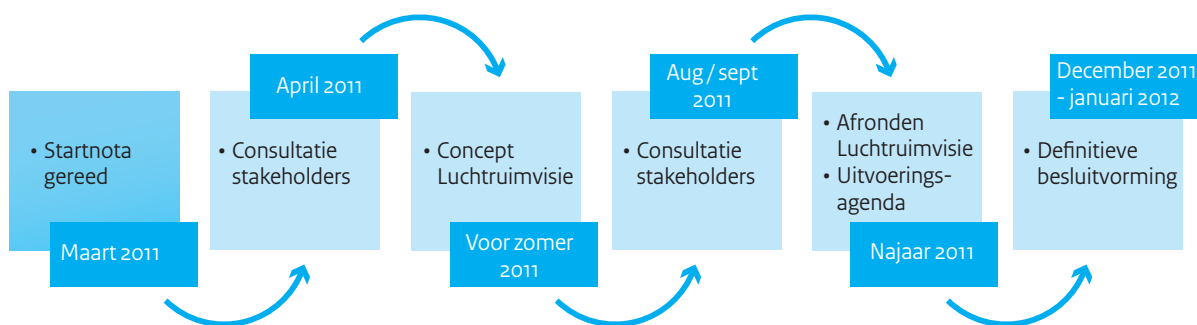 • Startnota
gereed
Maart 2011
April 2011
• Consultatie
stakeholders
• Concept
Luchtruimvisie
Voor zomer
2011
Aug / sept
2011
• Consultatie
stakeholders
• Afronden
Luchtruimvisie
• Uitvoerings-
agenda
Najaar 2011
December 2011
- januari 2012
• Definitieve
besluitvorming